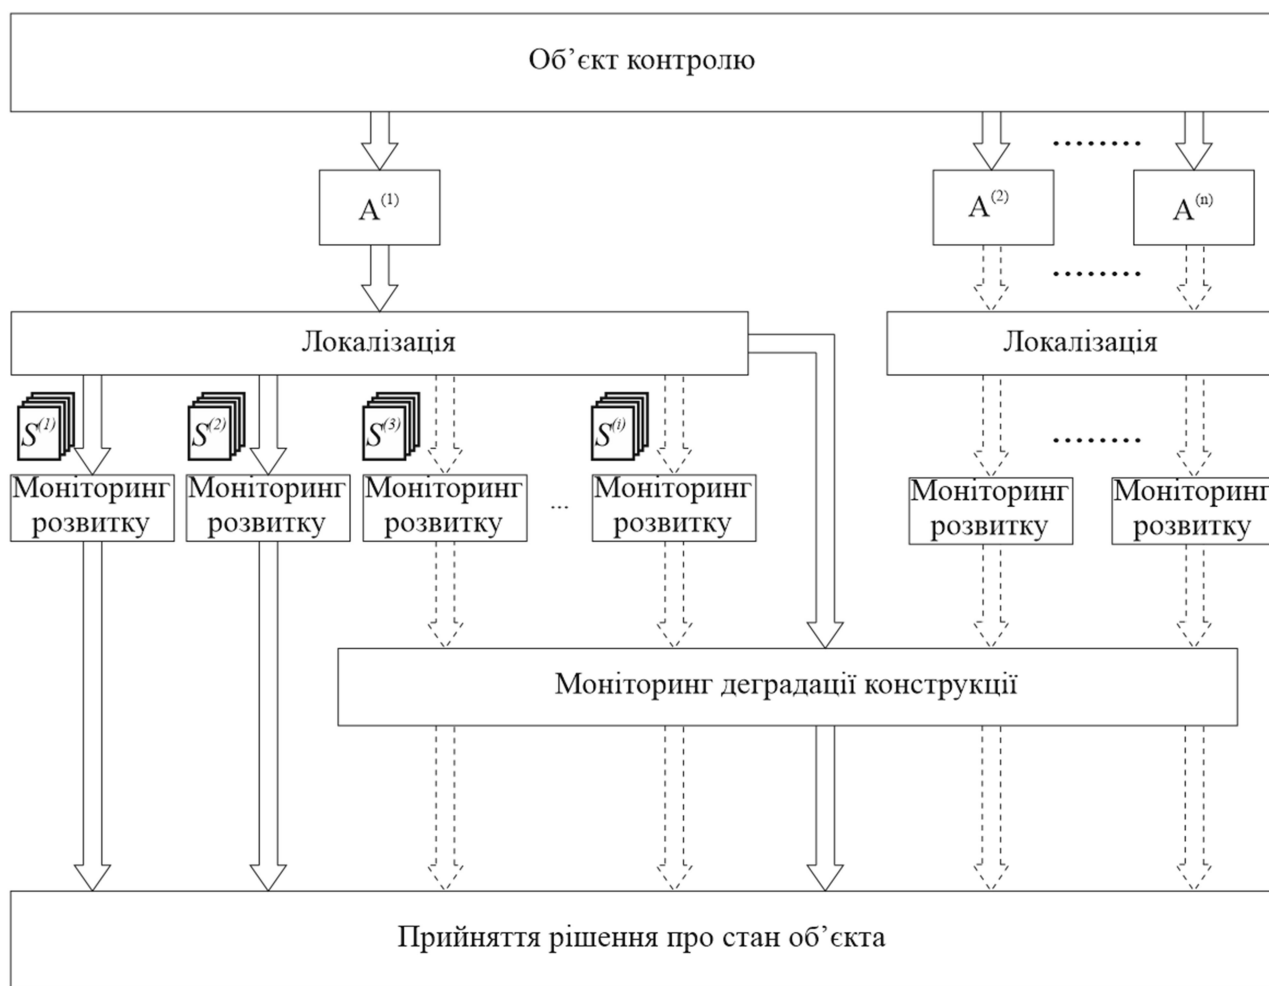 Об’єкт контролю
........
A(1)
A(2)
A(n)
........
Локалізація
Локалізація
S(1)
S(2)
S(3)
S(i)
........
Моніторинг
розвитку
Моніторинг
розвитку
Моніторинг
розвитку
...
Моніторинг
розвитку
Моніторинг
розвитку
Моніторинг
розвитку
Моніторинг деградації конструкції
Прийняття рішення про стан об’єкта